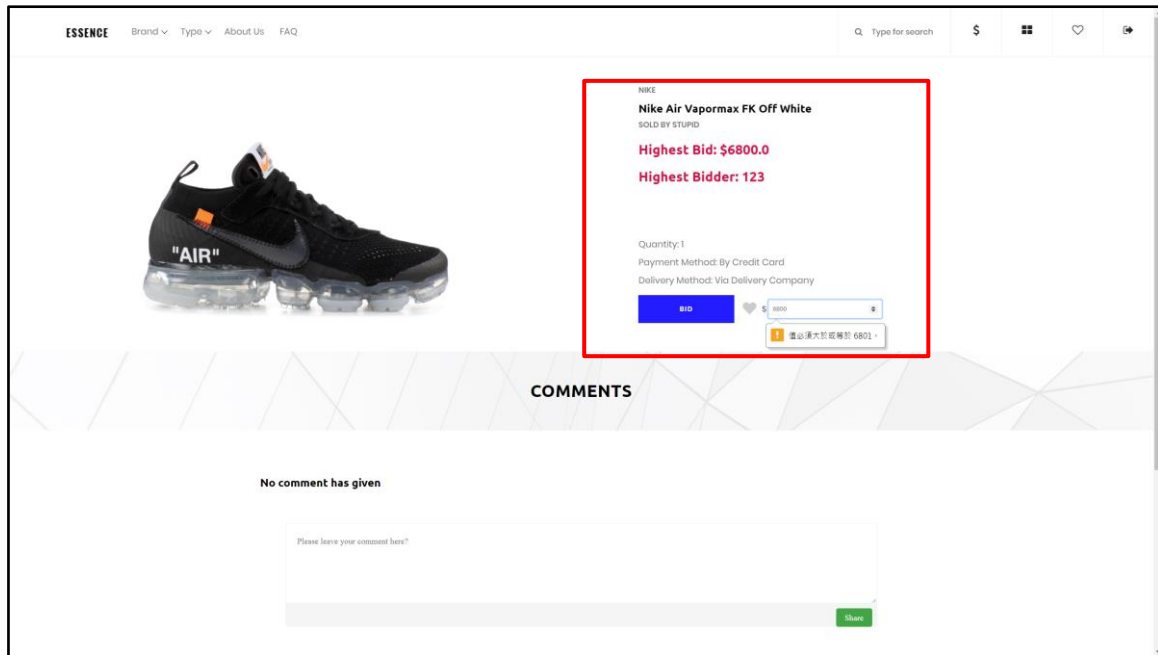 ESSENCE Brand Type About Us FAQ Type for search $
NIKE
Nike Air Vapormax FK Off White
SOLD BY STUPID
Highest Bid: $6800.0
Highest Bidder: 123
"AIR"
Quantity:1
Payment Method: By Credit Card
Delivery Method: Via Delivery Company
BID $ 6800
值必須大於或等於 6801。
COMMENTS
No comment has given
Please leave your comment here?
Share